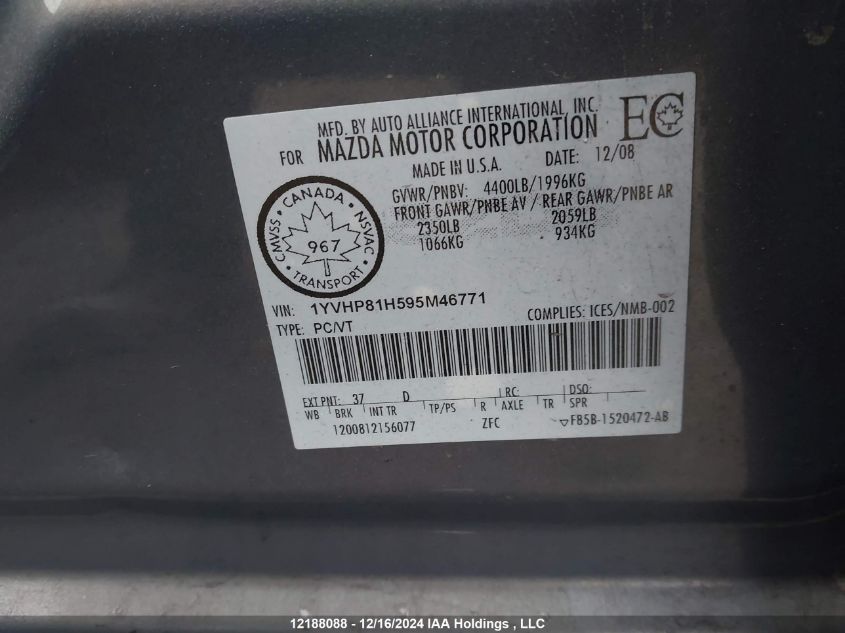 MFD. BY AUTO ALLIANCE INTERNATIONAL, INC.
FOR MAZDA MOTOR CORPORATION EC
MADE IN U.S.A. DATE: 12/08
GVWR/PNBV: 4400LB/1996KG
FRONT GAWR/PNBE AV / REAR GAWR/PNBE AR
2350LB 2059LB
1066KG 934KG
CANADA
CMVSS NSVAC
967
TRANSPORT
VIN: 1YVHP81H595M46771 COMPLIES: ICES/NMB-002
TYPE: PC/VT
EXT PNT: 37 D RC: DSO:
WB BRK INT TR TP/PS R AXLE TR SPR
1200812156077 ZFC ▽FB5B-1520472-AB
12188088 - 12/16/2024 IAA Holdings , LLC